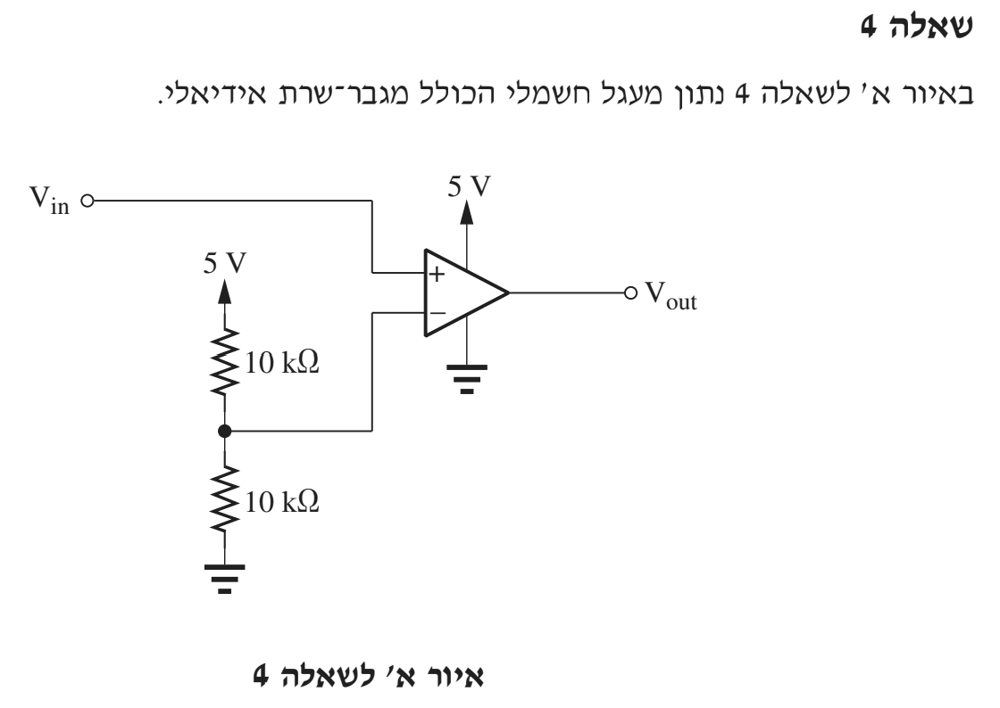 שאלה 4
באיור א' לשאלה 4 נתון מעגל חשמלי הכולל מגבר־שרת אידיאלי.
5 V
V_in
5 V
+
V_out
−
10 kΩ
10 kΩ
איור א' לשאלה 4